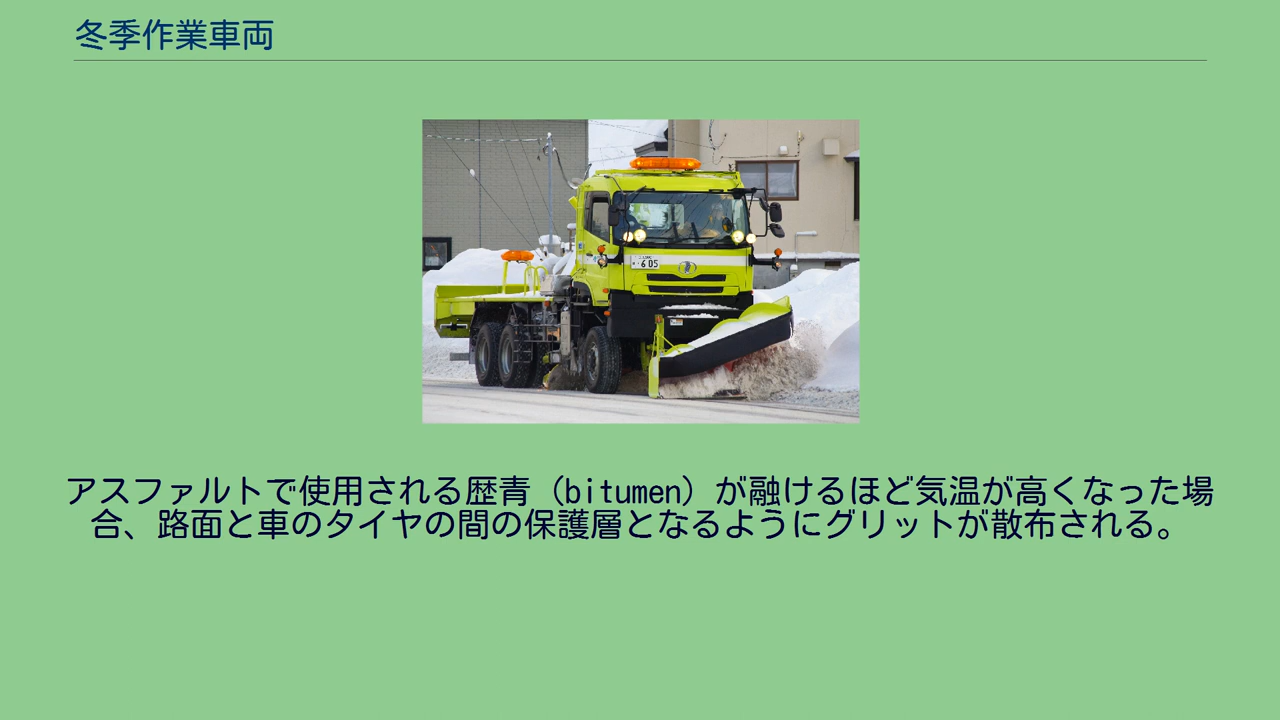 冬季作業車両
605
アスファルトで使用される歴青（bitumen）が融けるほど気温が高くなった場
合、路面と車のタイヤの間の保護層となるようにグリットが散布される。